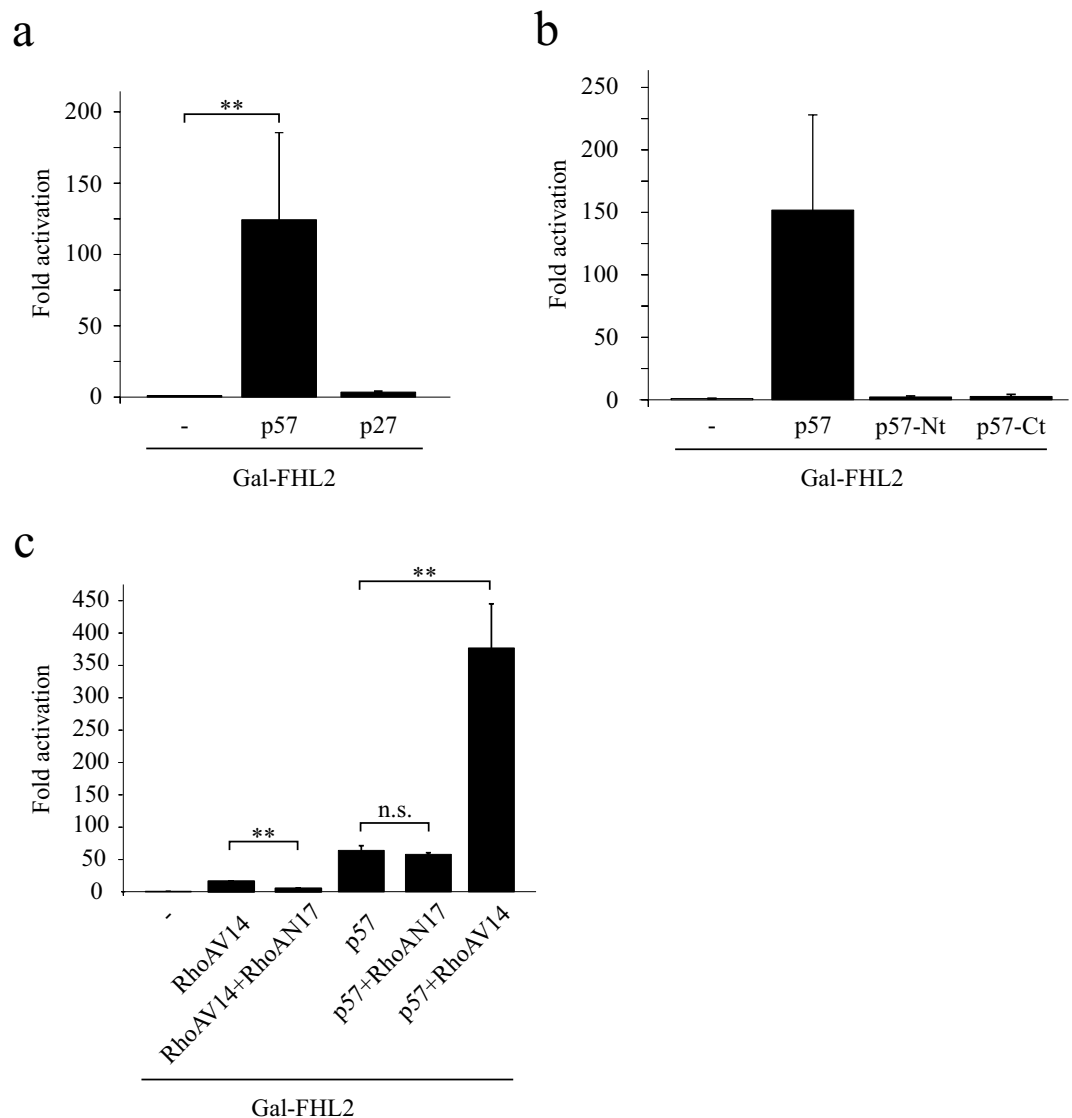 a
**
200
150
100
50
0
Fold activation
-
p57
p27
Gal-FHL2
b
250
200
150
100
50
0
Fold activation
-
p57
p57-Nt
p57-Ct
Gal-FHL2
c
**
**
n.s.
450
400
350
300
250
200
150
100
50
0
Fold activation
-
RhoAV14
RhoAV14+RhoAN17
p57
p57+RhoAN17
p57+RhoAV14
Gal-FHL2